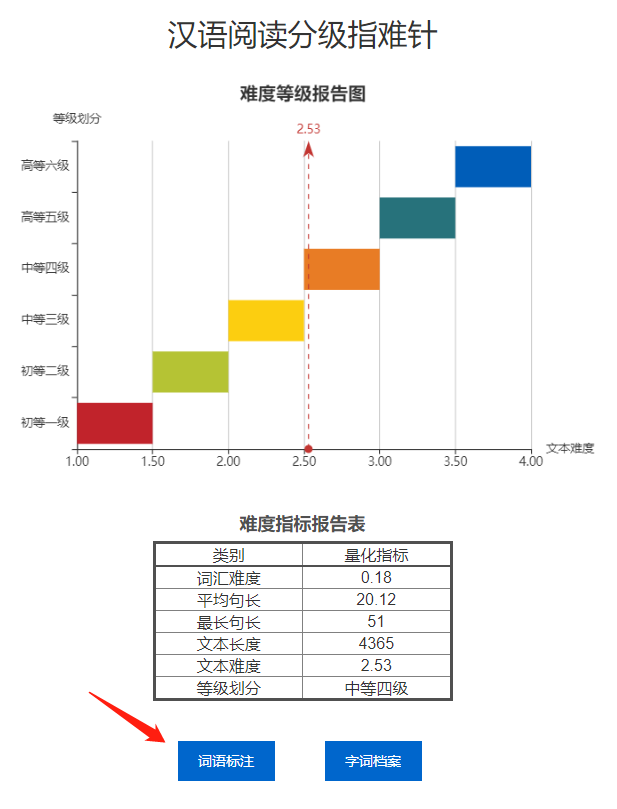 汉语阅读分级指难针
难度等级报告图
等级划分
2.53
高等六级
高等五级
中等四级
中等三级
初等二级
初等一级
1.00 1.50 2.00 2.50 3.00 3.50 4.00
文本难度
难度指标报告表
类别 量化指标
词汇难度 0.18
平均句长 20.12
最长句长 51
文本长度 4365
文本难度 2.53
等级划分 中等四级
词语标注 字词档案